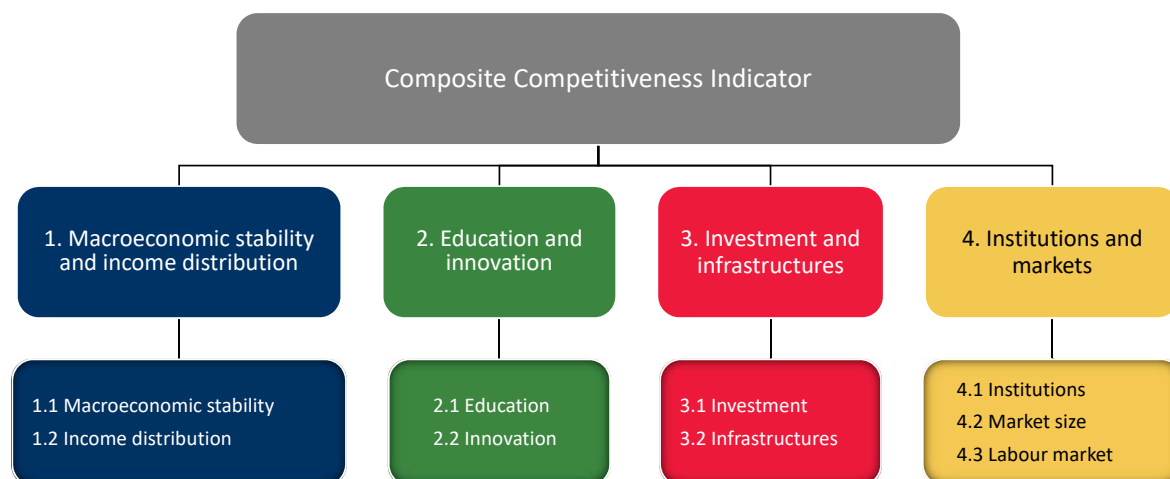 Composite Competitiveness Indicator
1. Macroeconomic stability
and income distribution
2. Education and
innovation
3. Investment and
infrastructures
4. Institutions and
markets
1.1 Macroeconomic stability
1.2 Income distribution
2.1 Education
2.2 Innovation
3.1 Investment
3.2 Infrastructures
4.1 Institutions
4.2 Market size
4.3 Labour market